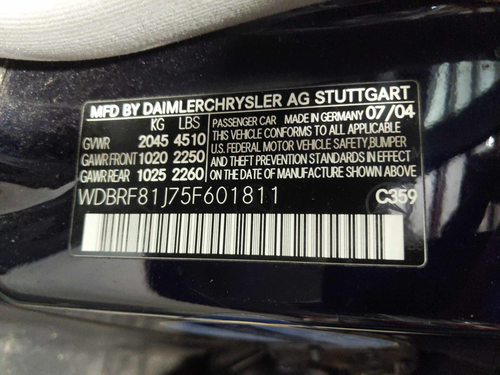 MFD BY DAIMLERCHRYSLER AG STUTTGART
KG LBS
GVWR 2045 4510
GAWR FRONT 1020 2250
GAWR REAR 1025 2260
PASSENGER CAR MADE IN GERMANY 07/04
THIS VEHICLE CONFORMS TO ALL APPLICABLE
U.S. FEDERAL MOTOR VEHICLE SAFETY, BUMPER
AND THEFT PREVENTION STANDARDS IN EFFECT
ON THE DATE OF MANUFACTURE SHOWN ABOVE
WDBRF81J75F601811
C359